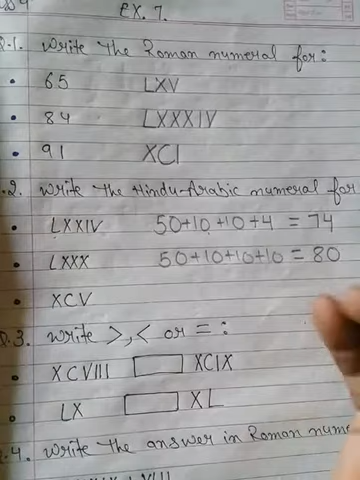 EX. 7.
Q.1. Write the Roman numeral for:
• 65 LXV
• 84 LXXXIV
• 91 XCI
Q.2. Write the Hindu-Arabic numeral for
• LXXIV 50+10+10+4 = 74
• LXXX 50+10+10+10 = 80
• XCV
Q.3. Write >, < or = :
• XCVIII XCIX
• LX XL
Q.4. Write the answer in Roman nume